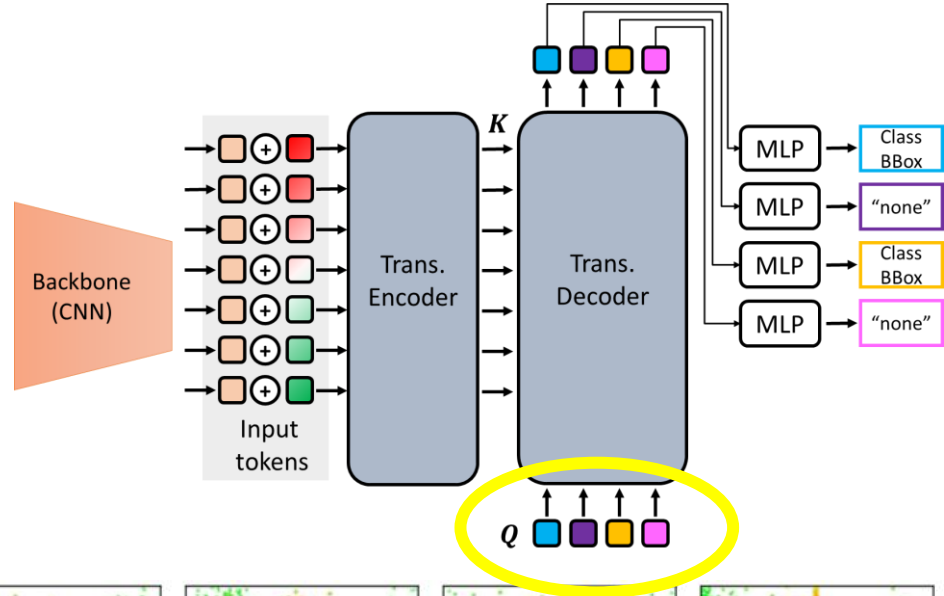 Backbone
(CNN)
+
+
+
+
+
+
+
Input
tokens
Trans.
Encoder
K
Trans.
Decoder
Q
MLP
Class
BBox
MLP
“none”
MLP
Class
BBox
MLP
“none”